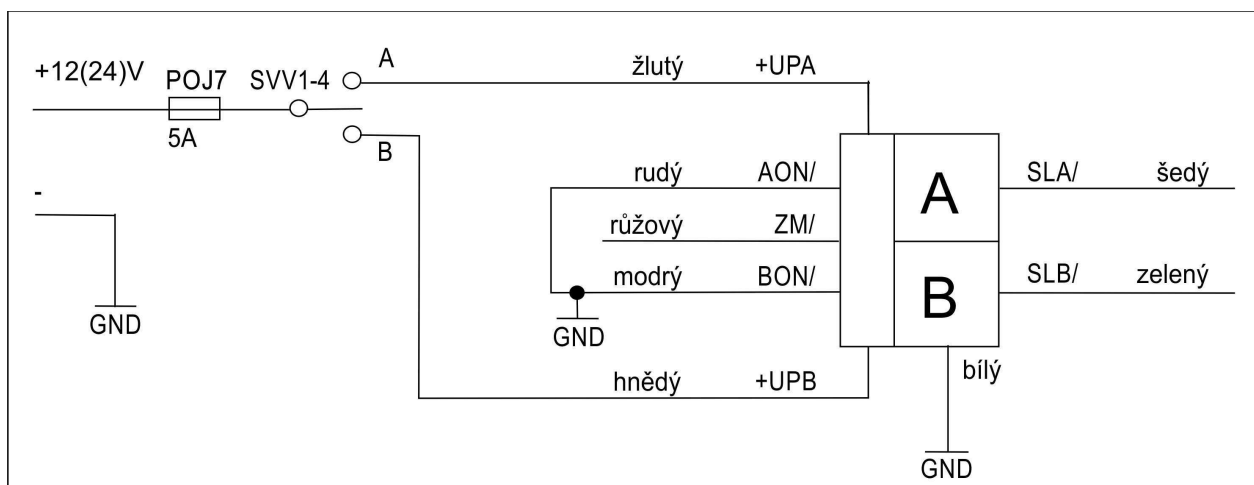 A
žlutý +UPA
+12(24)V POJ7 SVV1-4
5A
B
rudý AON/ A SLA/ šedý
-
růžový ZM/
modrý BON/ B SLB/ zelený
GND
GND
bílý
hnědý +UPB
GND